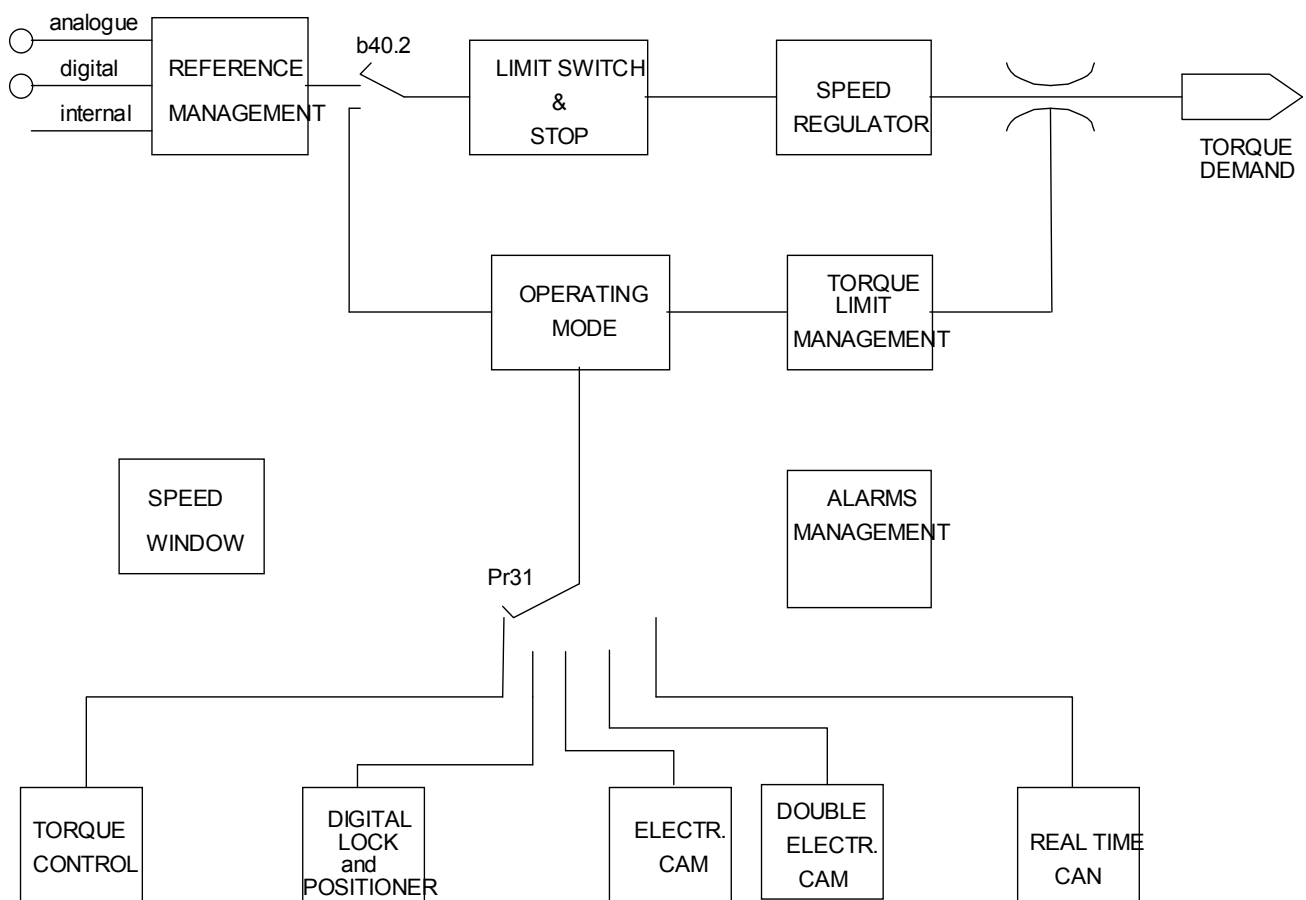 analogue
digital
internal
REFERENCE
MANAGEMENT
b40.2
LIMIT SWITCH
&
STOP
SPEED
REGULATOR
TORQUE
DEMAND
OPERATING
MODE
TORQUE
LIMIT
MANAGEMENT
SPEED
WINDOW
ALARMS
MANAGEMENT
Pr31
TORQUE
CONTROL
DIGITAL
LOCK
and
POSITIONER
ELECTR.
CAM
DOUBLE
ELECTR.
CAM
REAL TIME
CAN